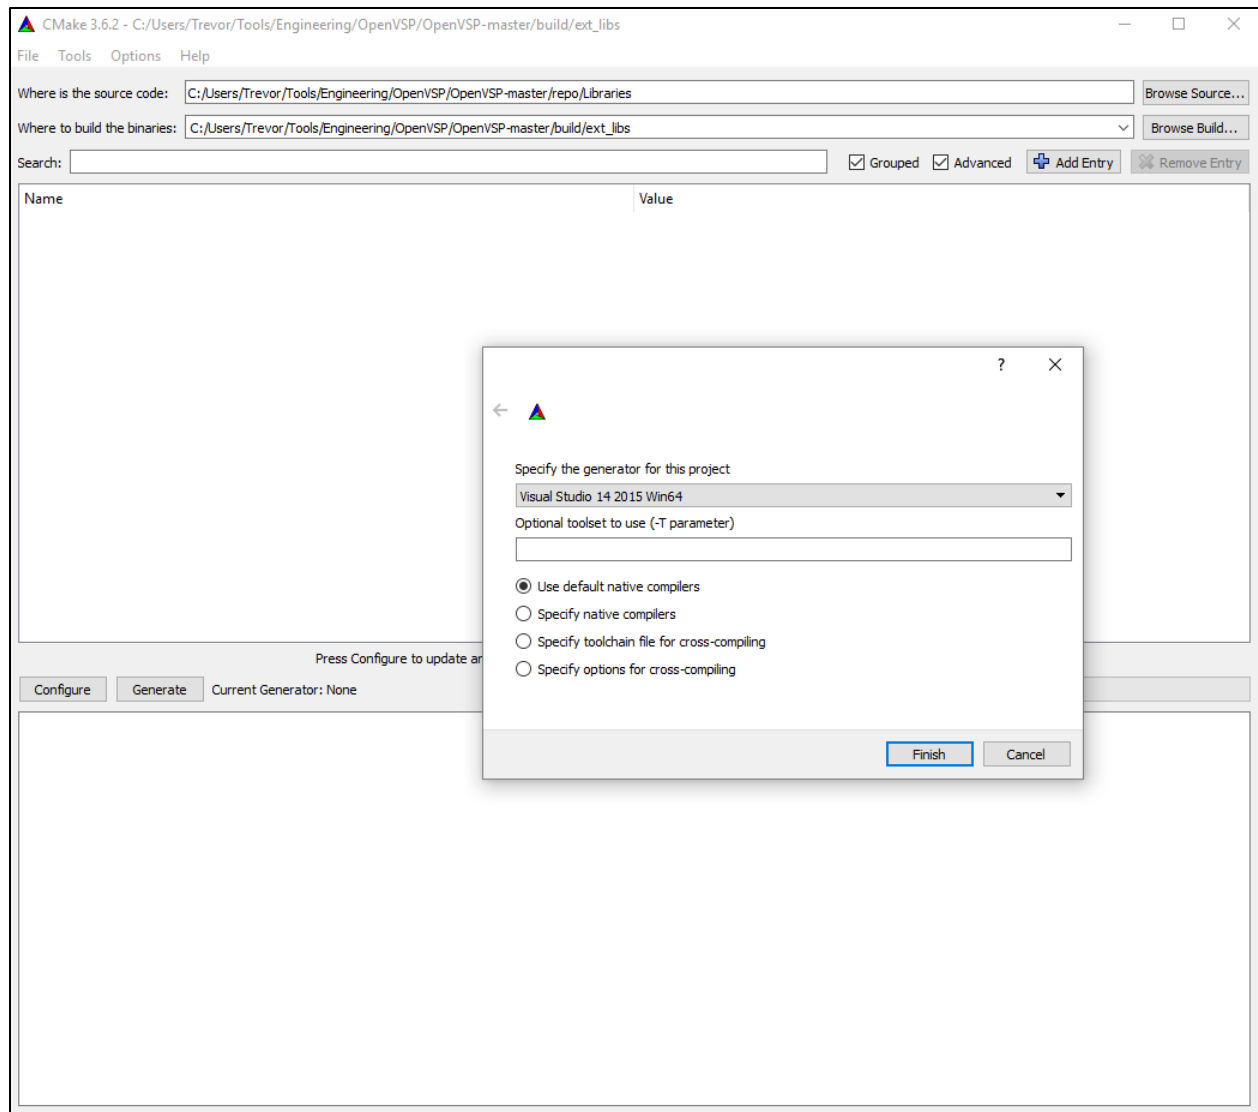 CMake 3.6.2 - C:/Users/Trevor/Tools/Engineering/OpenVSP/OpenVSP-master/build/ext_libs
File Tools Options Help
Where is the source code: C:/Users/Trevor/Tools/Engineering/OpenVSP/OpenVSP-master/repo/Libraries Browse Source...
Where to build the binaries: C:/Users/Trevor/Tools/Engineering/OpenVSP/OpenVSP-master/build/ext_libs Browse Build...
Search: Grouped Advanced Add Entry Remove Entry
Name Value
?
Specify the generator for this project
Visual Studio 14 2015 Win64
Optional toolset to use (-T parameter)
Use default native compilers
Specify native compilers
Specify toolchain file for cross-compiling
Specify options for cross-compiling
Finish Cancel
Press Configure to update
Configure Generate Current Generator: None